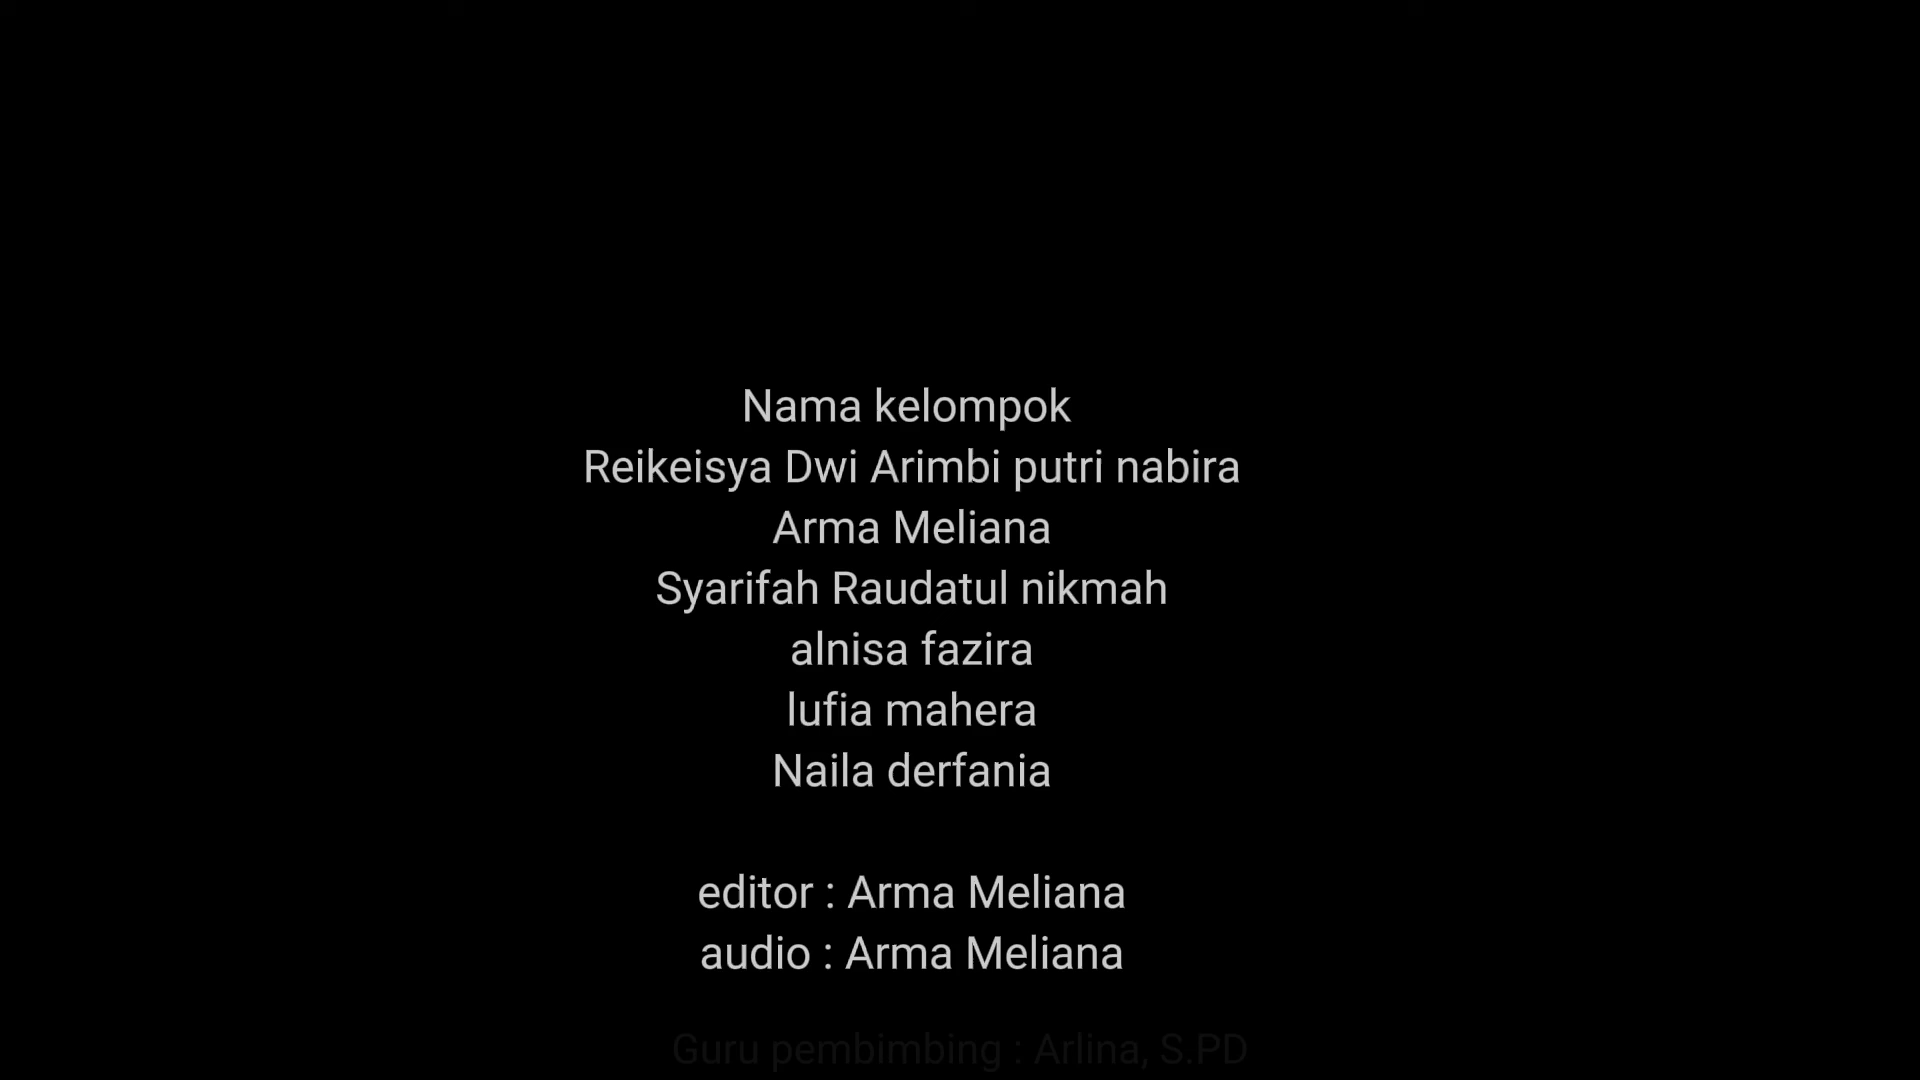 Nama kelompok
Reikeisya Dwi Arimbi putri nabira
Arma Meliana
Syarifah Raudatul nikmah
alnisa fazira
lufia mahera
Naila derfania
editor : Arma Meliana
audio : Arma Meliana
Guru pembimbing : Arlina, S.PD